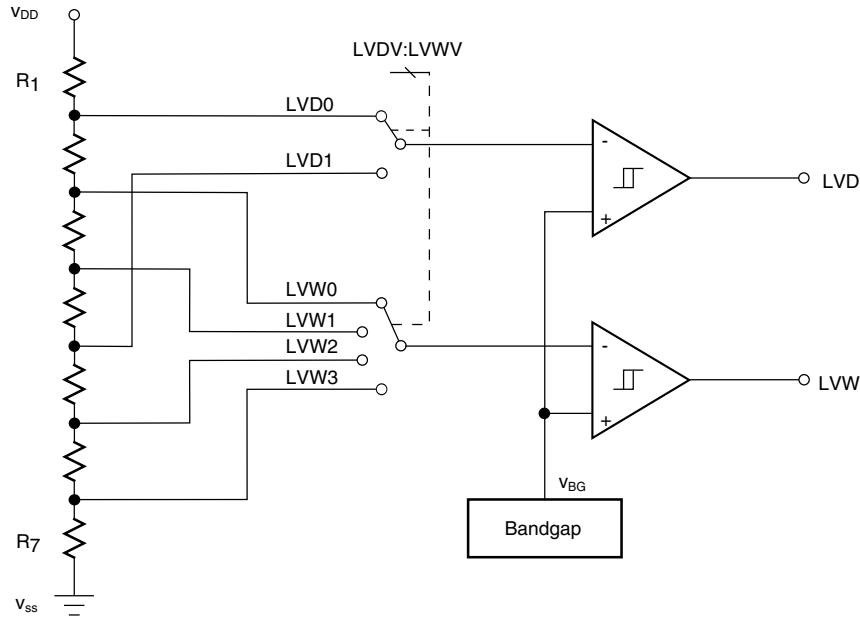 vDD
LVDV:LVWV
R1
LVD0
-
LVD1
LVD
+
LVW0
LVW1
-
LVW2
LVW
LVW3
+
vBG
Bandgap
R7
vss